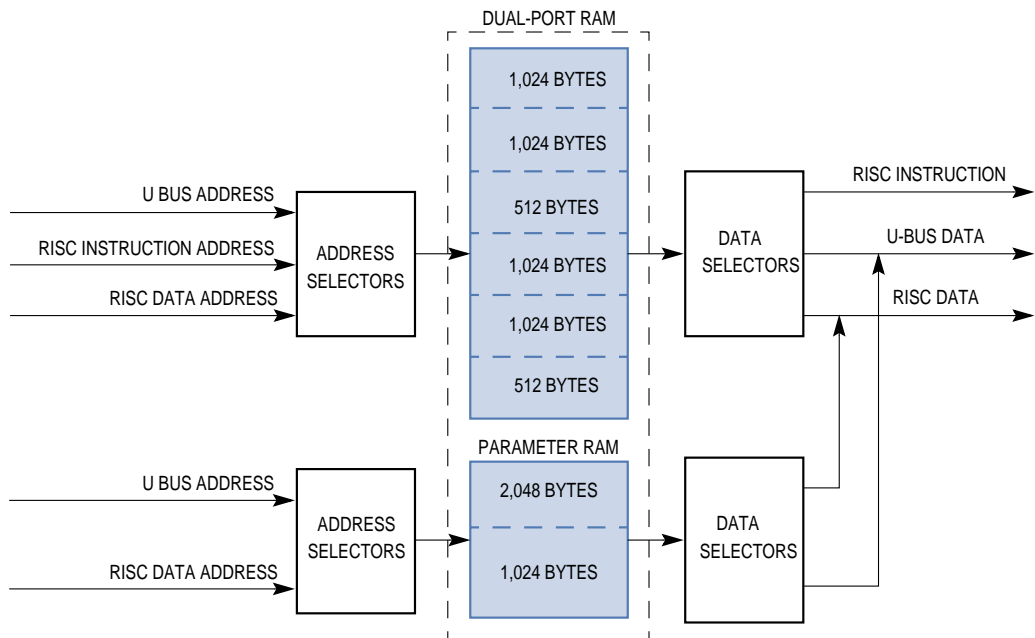 DUAL-PORT RAM
1,024 BYTES
1,024 BYTES
512 BYTES
1,024 BYTES
1,024 BYTES
512 BYTES
U BUS ADDRESS
RISC INSTRUCTION ADDRESS
RISC DATA ADDRESS
ADDRESS
SELECTORS
DATA
SELECTORS
RISC INSTRUCTION
U-BUS DATA
RISC DATA
PARAMETER RAM
2,048 BYTES
1,024 BYTES
U BUS ADDRESS
RISC DATA ADDRESS
ADDRESS
SELECTORS
DATA
SELECTORS